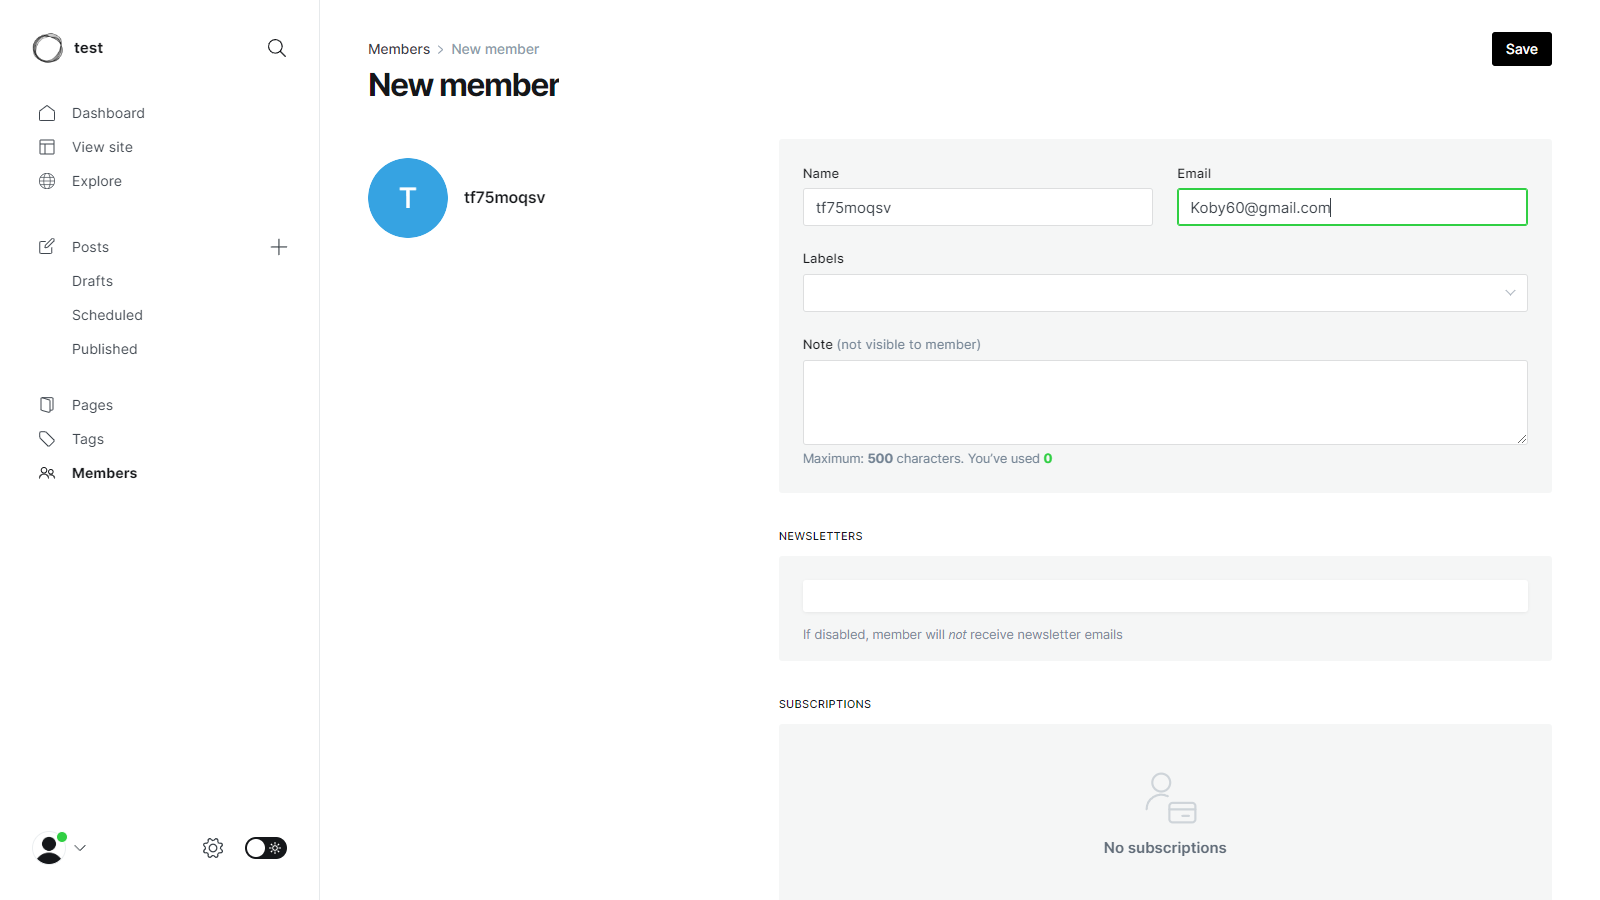 test
Dashboard
View site
Explore
Posts
Drafts
Scheduled
Published
Pages
Tags
Members
Members > New member
New member
Save
T
tf75moqsv
Name
tf75moqsv
Email
Koby60@gmail.com
Labels
Note (not visible to member)
Maximum: 500 characters. You’ve used 0
NEWSLETTERS
If disabled, member will not receive newsletter emails
SUBSCRIPTIONS
No subscriptions